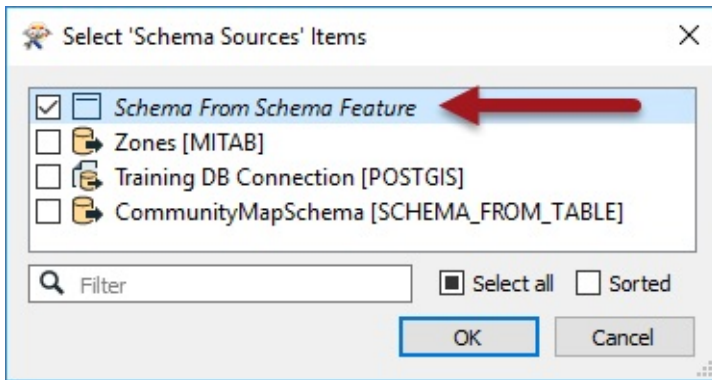 Select 'Schema Sources' Items
Schema From Schema Feature
Zones [MITAB]
Training DB Connection [POSTGIS]
CommunityMapSchema [SCHEMA_FROM_TABLE]
Filter Select all Sorted
OK Cancel